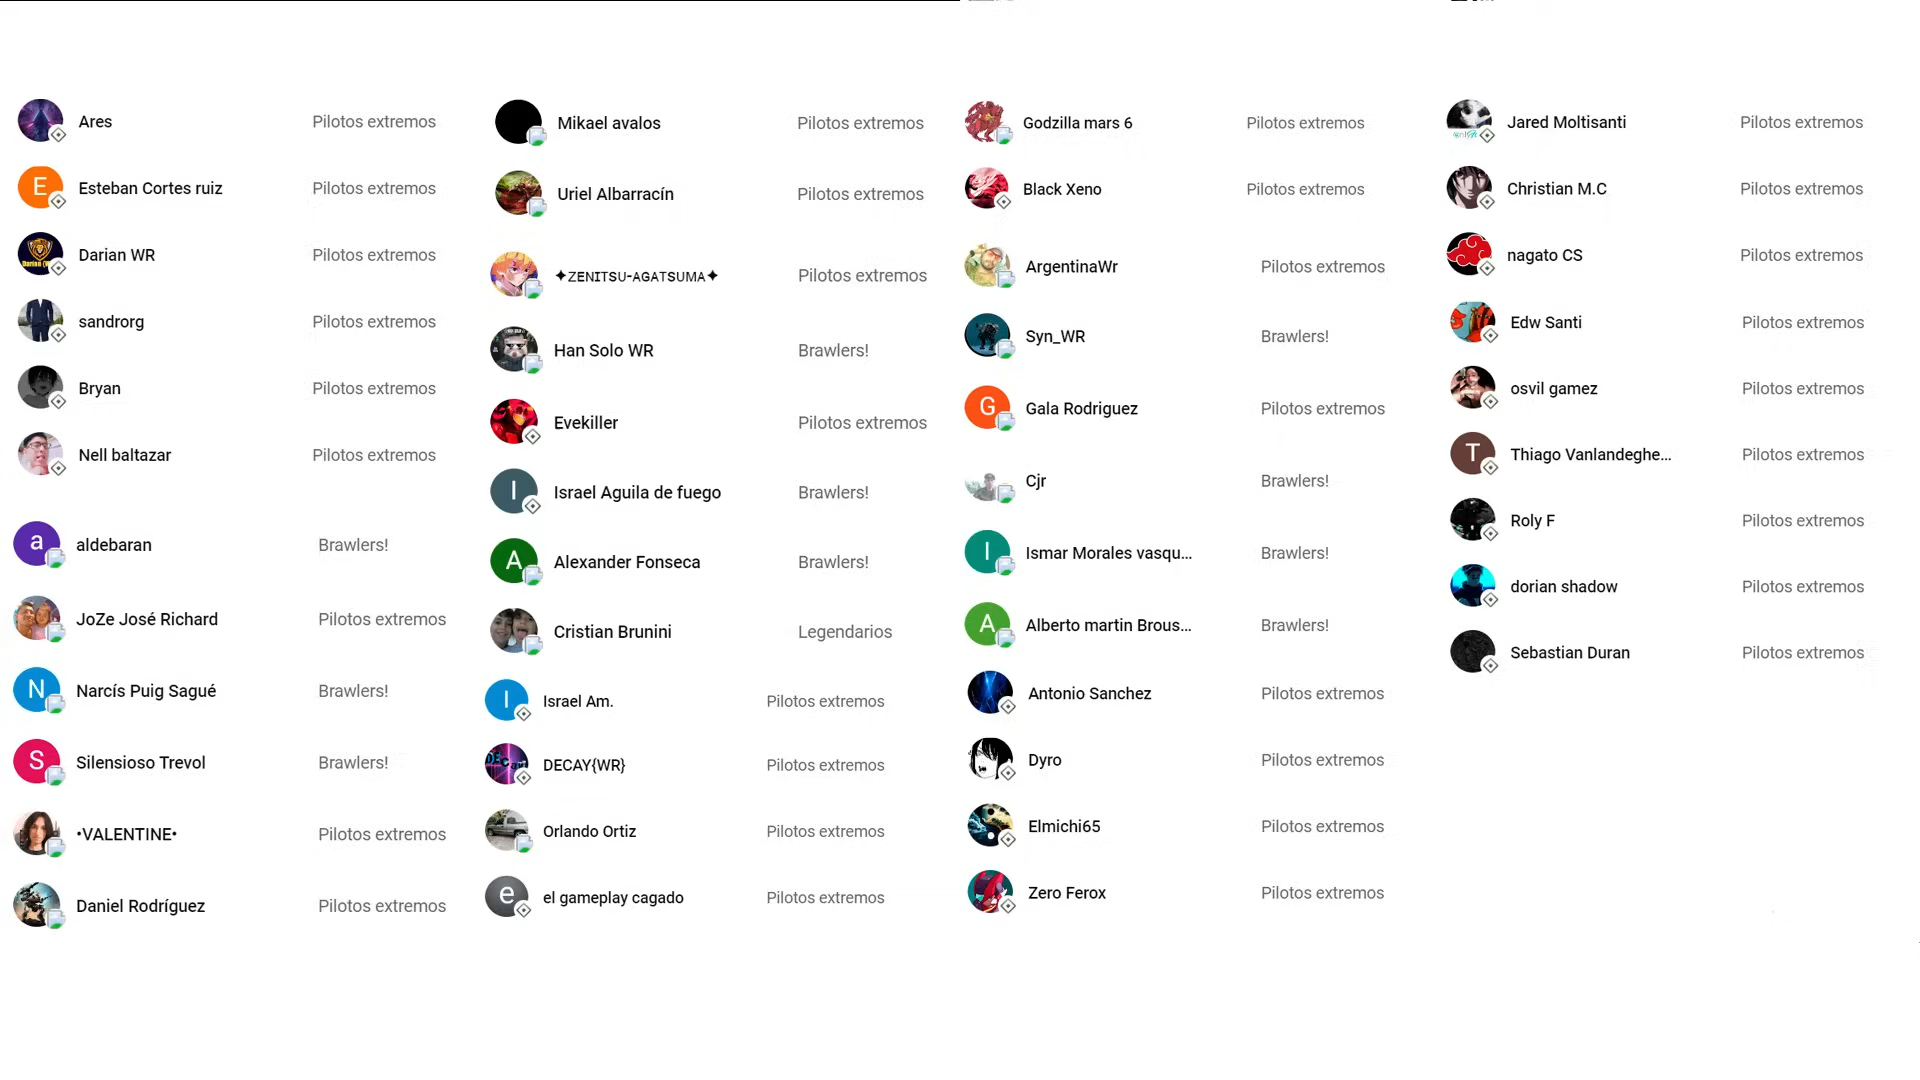 Ares Pilotos extremos
E Esteban Cortes ruiz Pilotos extremos
Darian WR Pilotos extremos
sandrorg Pilotos extremos
Bryan Pilotos extremos
Nell baltazar Pilotos extremos
a aldebaran Brawlers!
JoZe José Richard Pilotos extremos
N Narcís Puig Sagué Brawlers!
S Silensioso Trevol Brawlers!
•VALENTINE• Pilotos extremos
Daniel Rodríguez Pilotos extremos
Mikael avalos Pilotos extremos
Uriel Albarracín Pilotos extremos
✦ᴢᴇɴɪᴛsᴜ-ᴀɢᴀᴛsᴜᴍᴀ✦ Pilotos extremos
Han Solo WR Brawlers!
Evekiller Pilotos extremos
I Israel Aguila de fuego Brawlers!
A Alexander Fonseca Brawlers!
Cristian Brunini Legendarios
I Israel Am. Pilotos extremos
DECAY{WR} Pilotos extremos
Orlando Ortiz Pilotos extremos
e el gameplay cagado Pilotos extremos
Godzilla mars 6 Pilotos extremos
Black Xeno Pilotos extremos
ArgentinaWr Pilotos extremos
Syn_WR Brawlers!
G Gala Rodriguez Pilotos extremos
Cjr Brawlers!
I Ismar Morales vasqu... Brawlers!
A Alberto martin Brous... Brawlers!
Antonio Sanchez Pilotos extremos
Dyro Pilotos extremos
Elmichi65 Pilotos extremos
Zero Ferox Pilotos extremos
Jared Moltisanti Pilotos extremos
Christian M.C Pilotos extremos
nagato CS Pilotos extremos
Edw Santi Pilotos extremos
osvil gamez Pilotos extremos
T Thiago Vanlandeghe... Pilotos extremos
Roly F Pilotos extremos
dorian shadow Pilotos extremos
Sebastian Duran Pilotos extremos